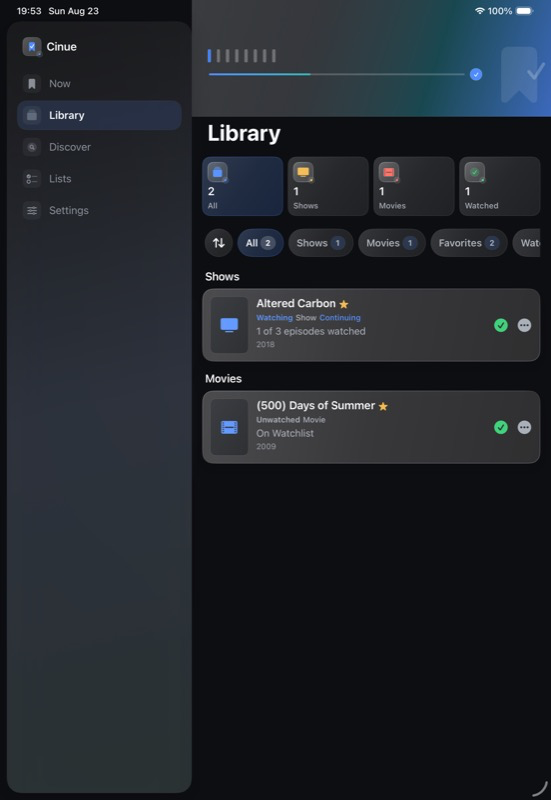 19:53 Sun Aug 23
100%
Cinue
Now
Library
Discover
Lists
Settings
Library
2
All
1
Shows
1
Movies
1
Watched
All 2
Shows 1
Movies 1
Favorites 2
Shows
Altered Carbon
Watching Show Continuing
1 of 3 episodes watched
2018
Movies
(500) Days of Summer
Unwatched Movie
On Watchlist
2009